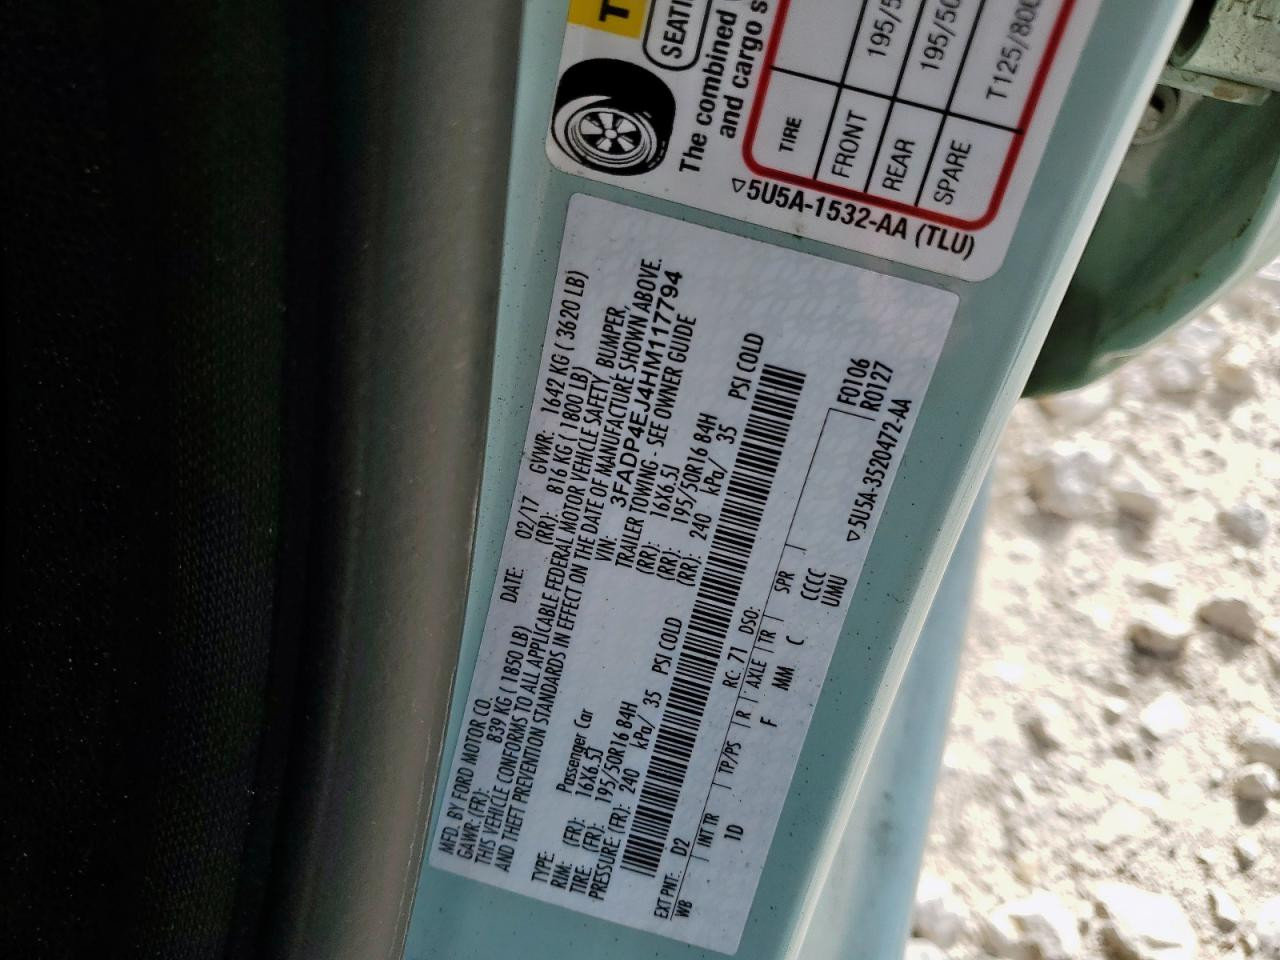 T
SEATI
The combined
and cargo s
TIRE
FRONT 195/5
REAR 195/50
SPARE T125/80
▽5U5A-1532-AA (TLU)
MFD. BY FORD MOTOR CO. DATE: 02/17 GVWR: 1642 KG ( 3620 LB)
GAWR: (FR): 839 KG ( 1850 LB) (RR): 816 KG ( 1800 LB)
THIS VEHICLE CONFORMS TO ALL APPLICABLE FEDERAL MOTOR VEHICLE SAFETY, BUMPER,
AND THEFT PREVENTION STANDARDS IN EFFECT ON THE DATE OF MANUFACTURE SHOWN ABOVE.
VIN: 3FADP4EJ4HM117794
TYPE: Passenger Car TRAILER TOWING - SEE OWNER GUIDE
RIM: (FR): 16X6.5J (RR): 16X6.5J
TIRE: (FR): 195/50R16 84H (RR): 195/50R16 84H
PRESSURE: (FR): 240 kPa/ 35 PSI COLD (RR): 240 kPa/ 35 PSI COLD
EXT PNT: D2 RC: 71 DSO: F0106
WB | INT TR | TP/PS | R | AXLE | TR | SPR R0127
1D F MM C CCCC
UMU
▽5U5A-3520472-AA